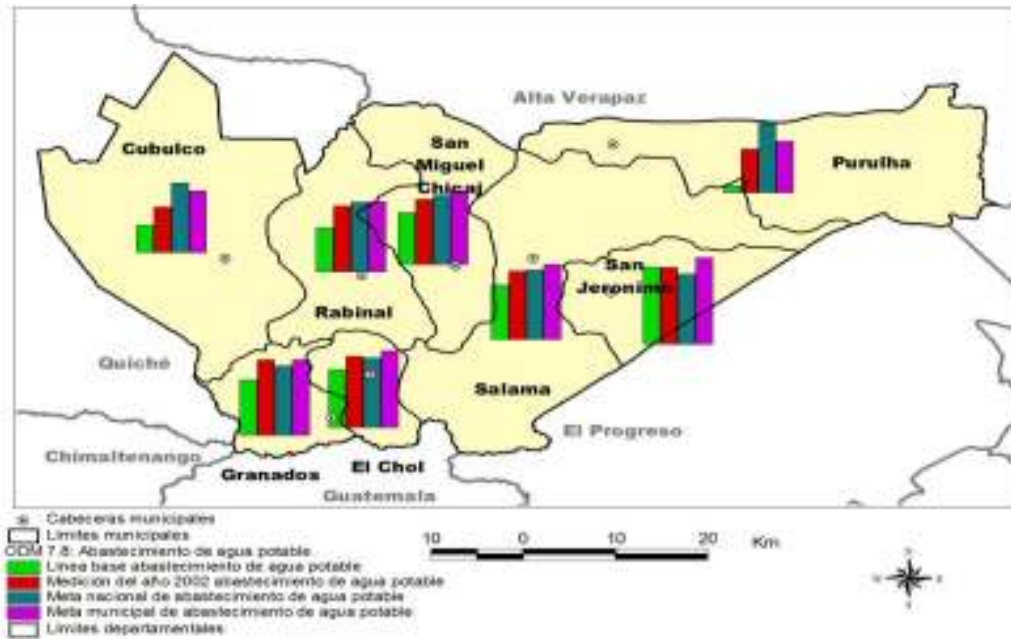 Alta Verapaz
San
Cubulco
Miguel
Purulha
Chicaj
San
Jeronimo
Rabinal
Quiché
Salama
El Progreso
Chimaltenango
Granados
El Chol
Guatemala
Cabeceras municipales
Límites municipales
ODM 7.8: Abastecimiento de agua potable
Línea base abastecimiento de agua potable
Medición del año 2002 abastecimiento de agua potable
Meta nacional de abastecimiento de agua potable
Meta municipal de abastecimiento de agua potable
Límites departamentales
10 0 10 20 Km